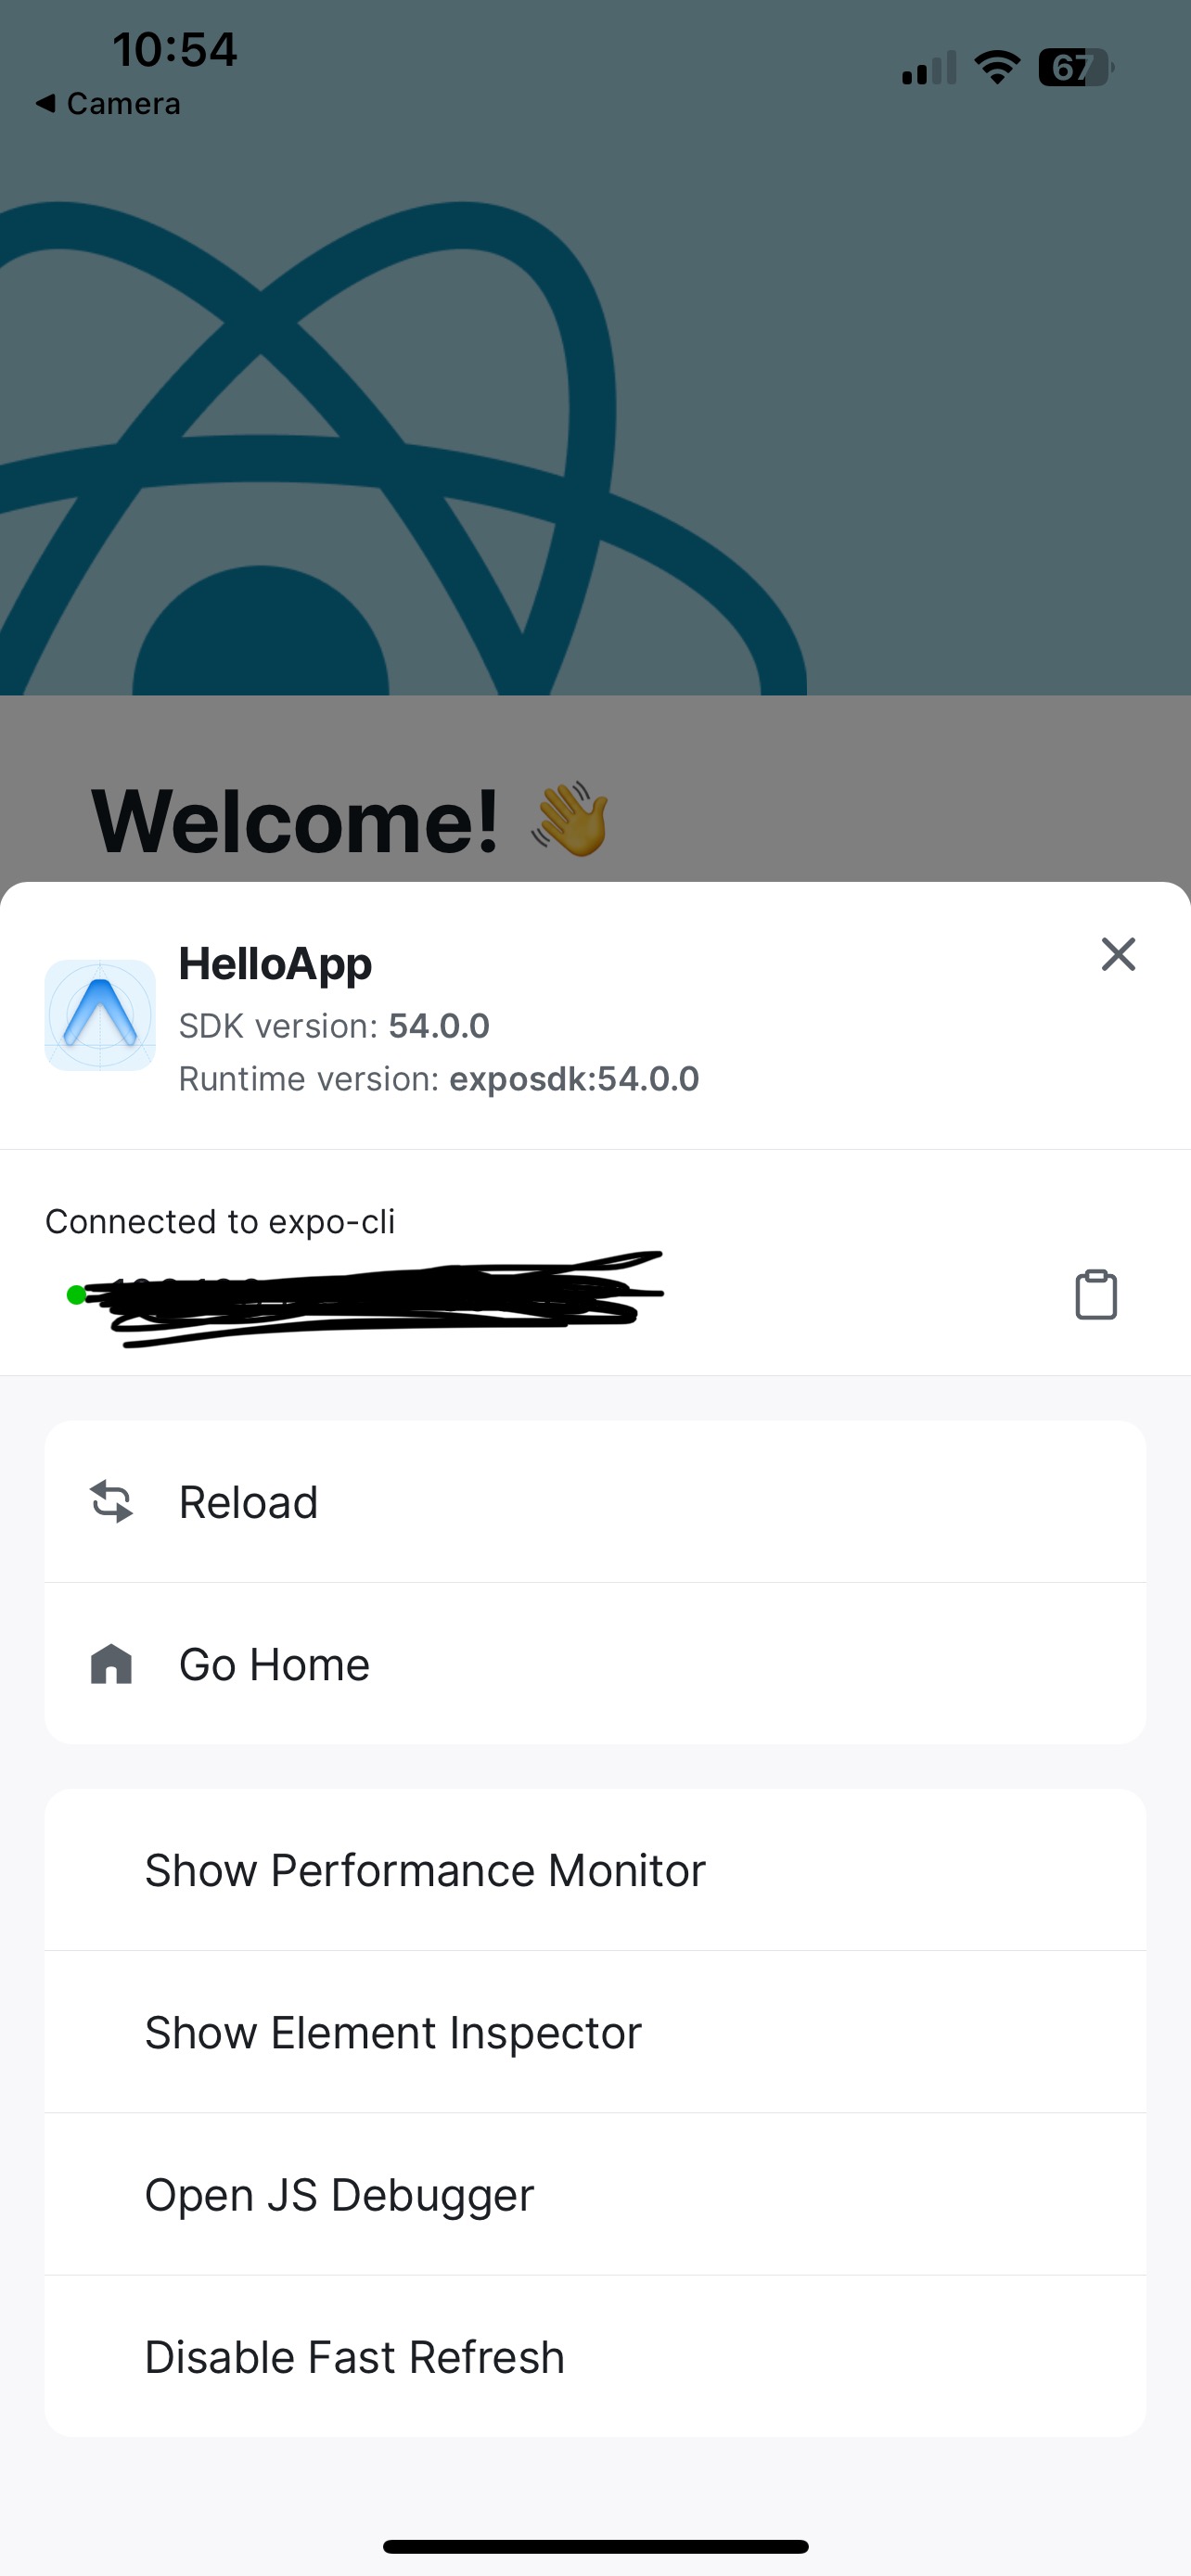 10:54
67
◀ Camera
Welcome! 👋
HelloApp
SDK version: 54.0.0
Runtime version: exposdk:54.0.0
Connected to expo-cli
Reload
Go Home
Show Performance Monitor
Show Element Inspector
Open JS Debugger
Disable Fast Refresh